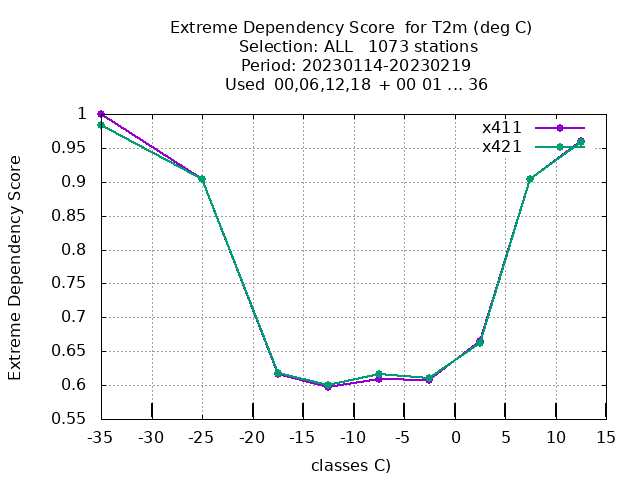 Extreme Dependency Score  for T2m (deg C)
Selection: ALL   1073 stations
Period: 20230114-20230219
Used  00,06,12,18 + 00 01 ... 36
x411
x421
1
0.95
0.9
0.85
0.8
0.75
0.7
0.65
0.6
0.55
Extreme Dependency Score
-35 -30 -25 -20 -15 -10 -5 0 5 10 15
classes C)